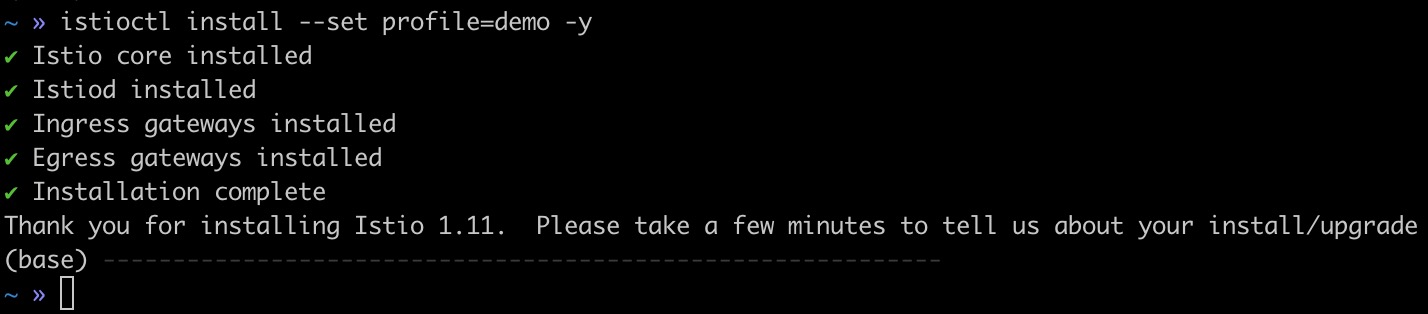 ~ » istioctl install --set profile=demo -y
✔ Istio core installed
✔ Istiod installed
✔ Ingress gateways installed
✔ Egress gateways installed
✔ Installation complete
Thank you for installing Istio 1.11.  Please take a few minutes to tell us about your install/upgrade
(base) ------------------------------------------------------------
~ »